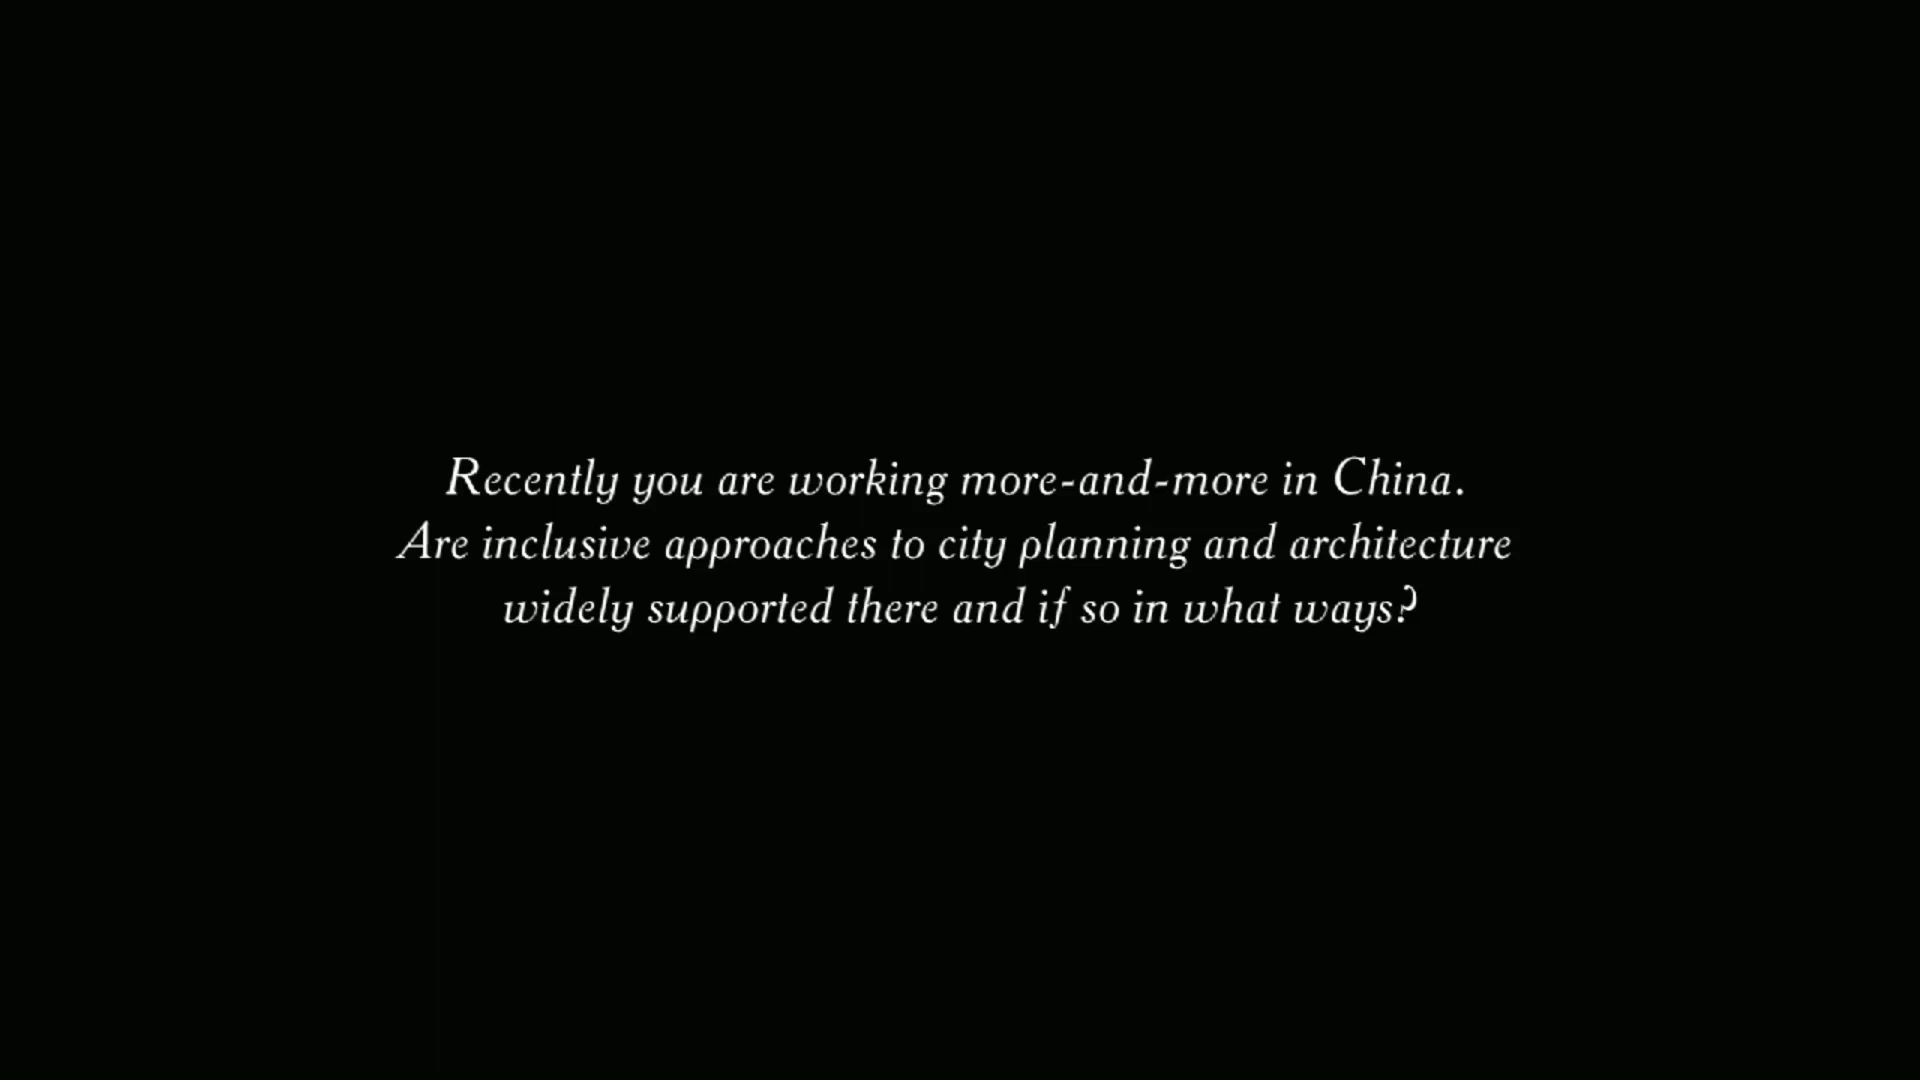 Recently you are working more-and-more in China.
Are inclusive approaches to city planning and architecture
widely supported there and if so in what ways?